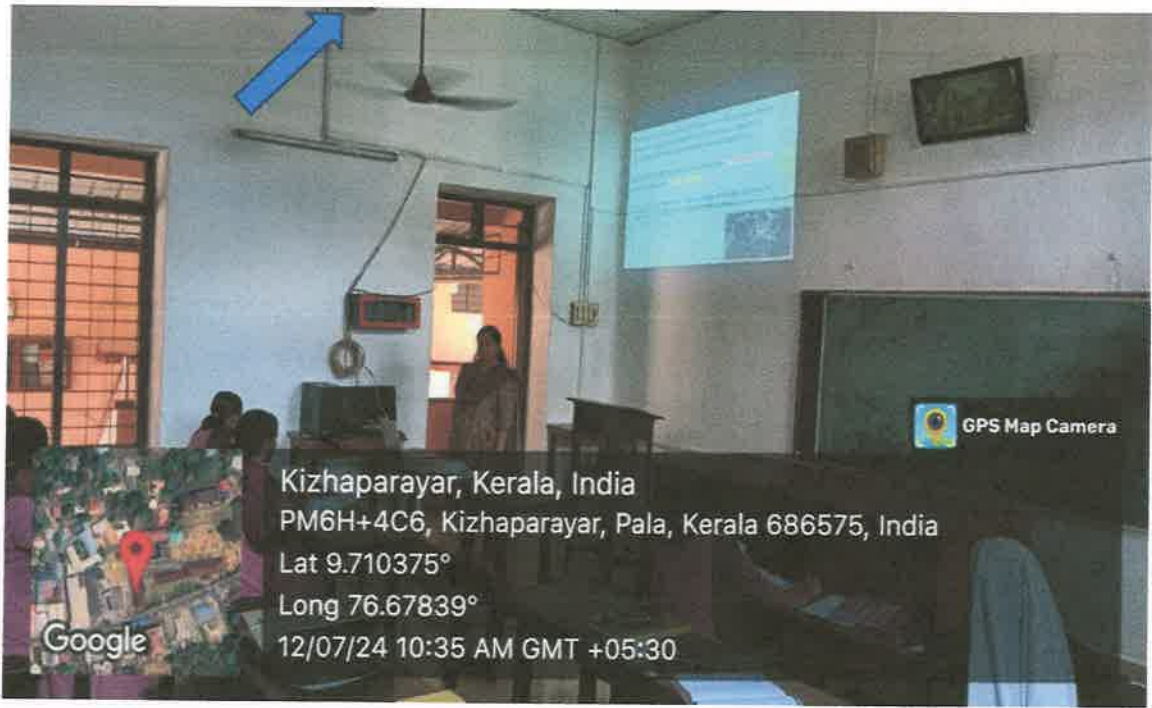 GPS Map Camera
Kizhaparayar, Kerala, India
PM6H+4C6, Kizhaparayar, Pala, Kerala 686575, India
Lat 9.710375°
Long 76.67839°
12/07/24 10:35 AM GMT +05:30
Google